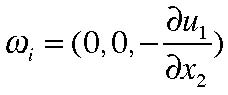 ω_i = (0, 0, -∂u_1/∂x_2)